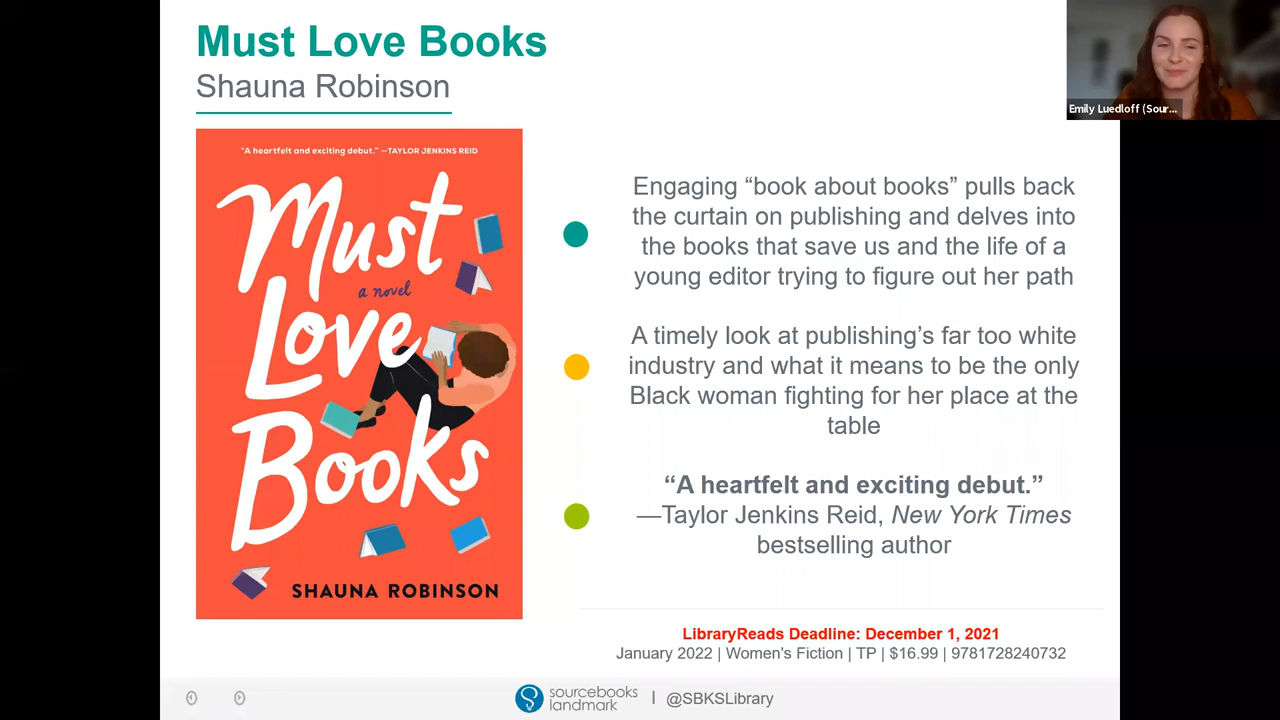 Must Love Books
Shauna Robinson
Emily Luedloff (Sour...
"A heartfelt and exciting debut." —TAYLOR JENKINS REID
Must
a novel
Love
Books
SHAUNA ROBINSON
Engaging “book about books” pulls back
the curtain on publishing and delves into
the books that save us and the life of a
young editor trying to figure out her path
A timely look at publishing’s far too white
industry and what it means to be the only
Black woman fighting for her place at the
table
“A heartfelt and exciting debut.”
—Taylor Jenkins Reid, New York Times
bestselling author
LibraryReads Deadline: December 1, 2021
January 2022 | Women’s Fiction | TP | $16.99 | 9781728240732
sourcebooks
landmark | @SBKSLibrary